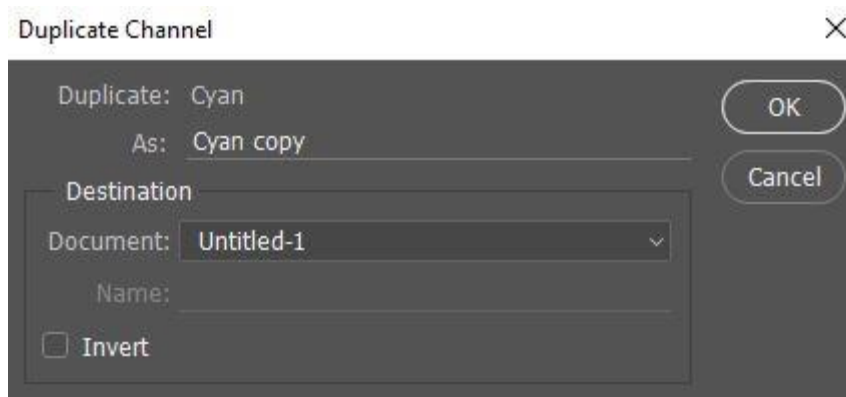 Duplicate Channel
Duplicate: Cyan
OK
As: Cyan copy
Cancel
Destination
Document: Untitled-1
Name:
Invert